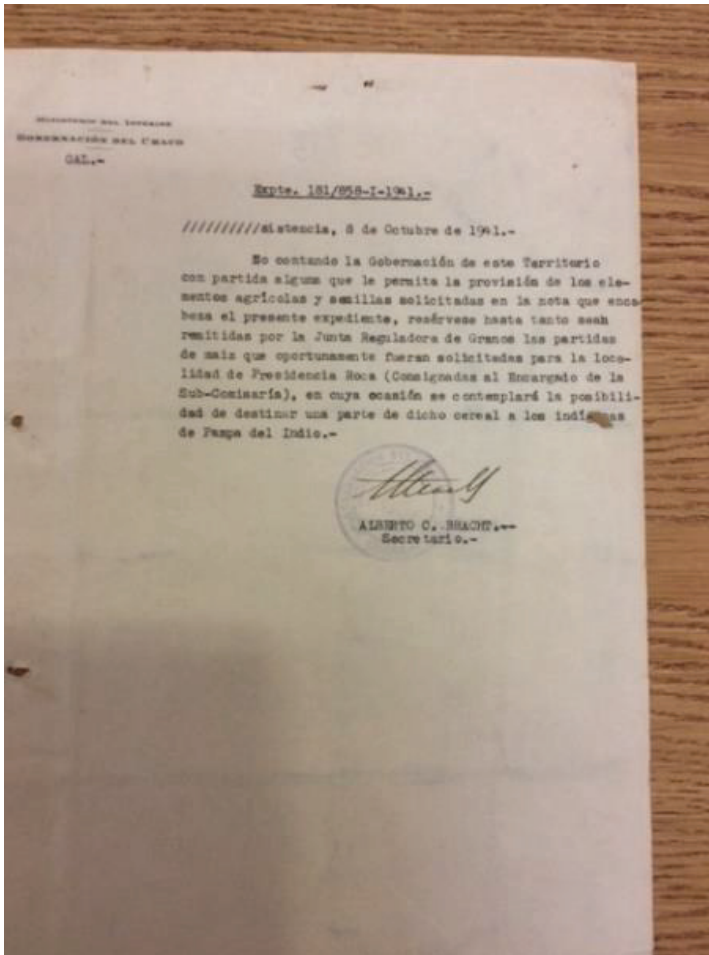 MINISTERIO DEL INTERIOR
GOBERNACIÓN DEL CHACO
GAL.-
Expte. 181/858-I-1941.-
//////////sistencia, 8 de Octubre de 1941.-
No contando la Gobernación de este Territorio
con partida alguna que le permita la provisión de los ele-
mentos agrícolas y semillas solicitadas en la nota que enca-
beza el presente expediente, resérvese hasta tanto sean
remitidas por la Junta Reguladora de Granos las partidas
de maiz que oportunamente fueran solicitadas para la loca-
lidad de Presidencia Roca (Consignadas al Encargado de la
Sub-Comisaría), en cuya ocasión se contemplará la posibili-
dad de destinar una parte de dicho cereal a los indígenas
de Pampa del Indio.-
ALBERTO C. BRACHT.--
Secretario.-